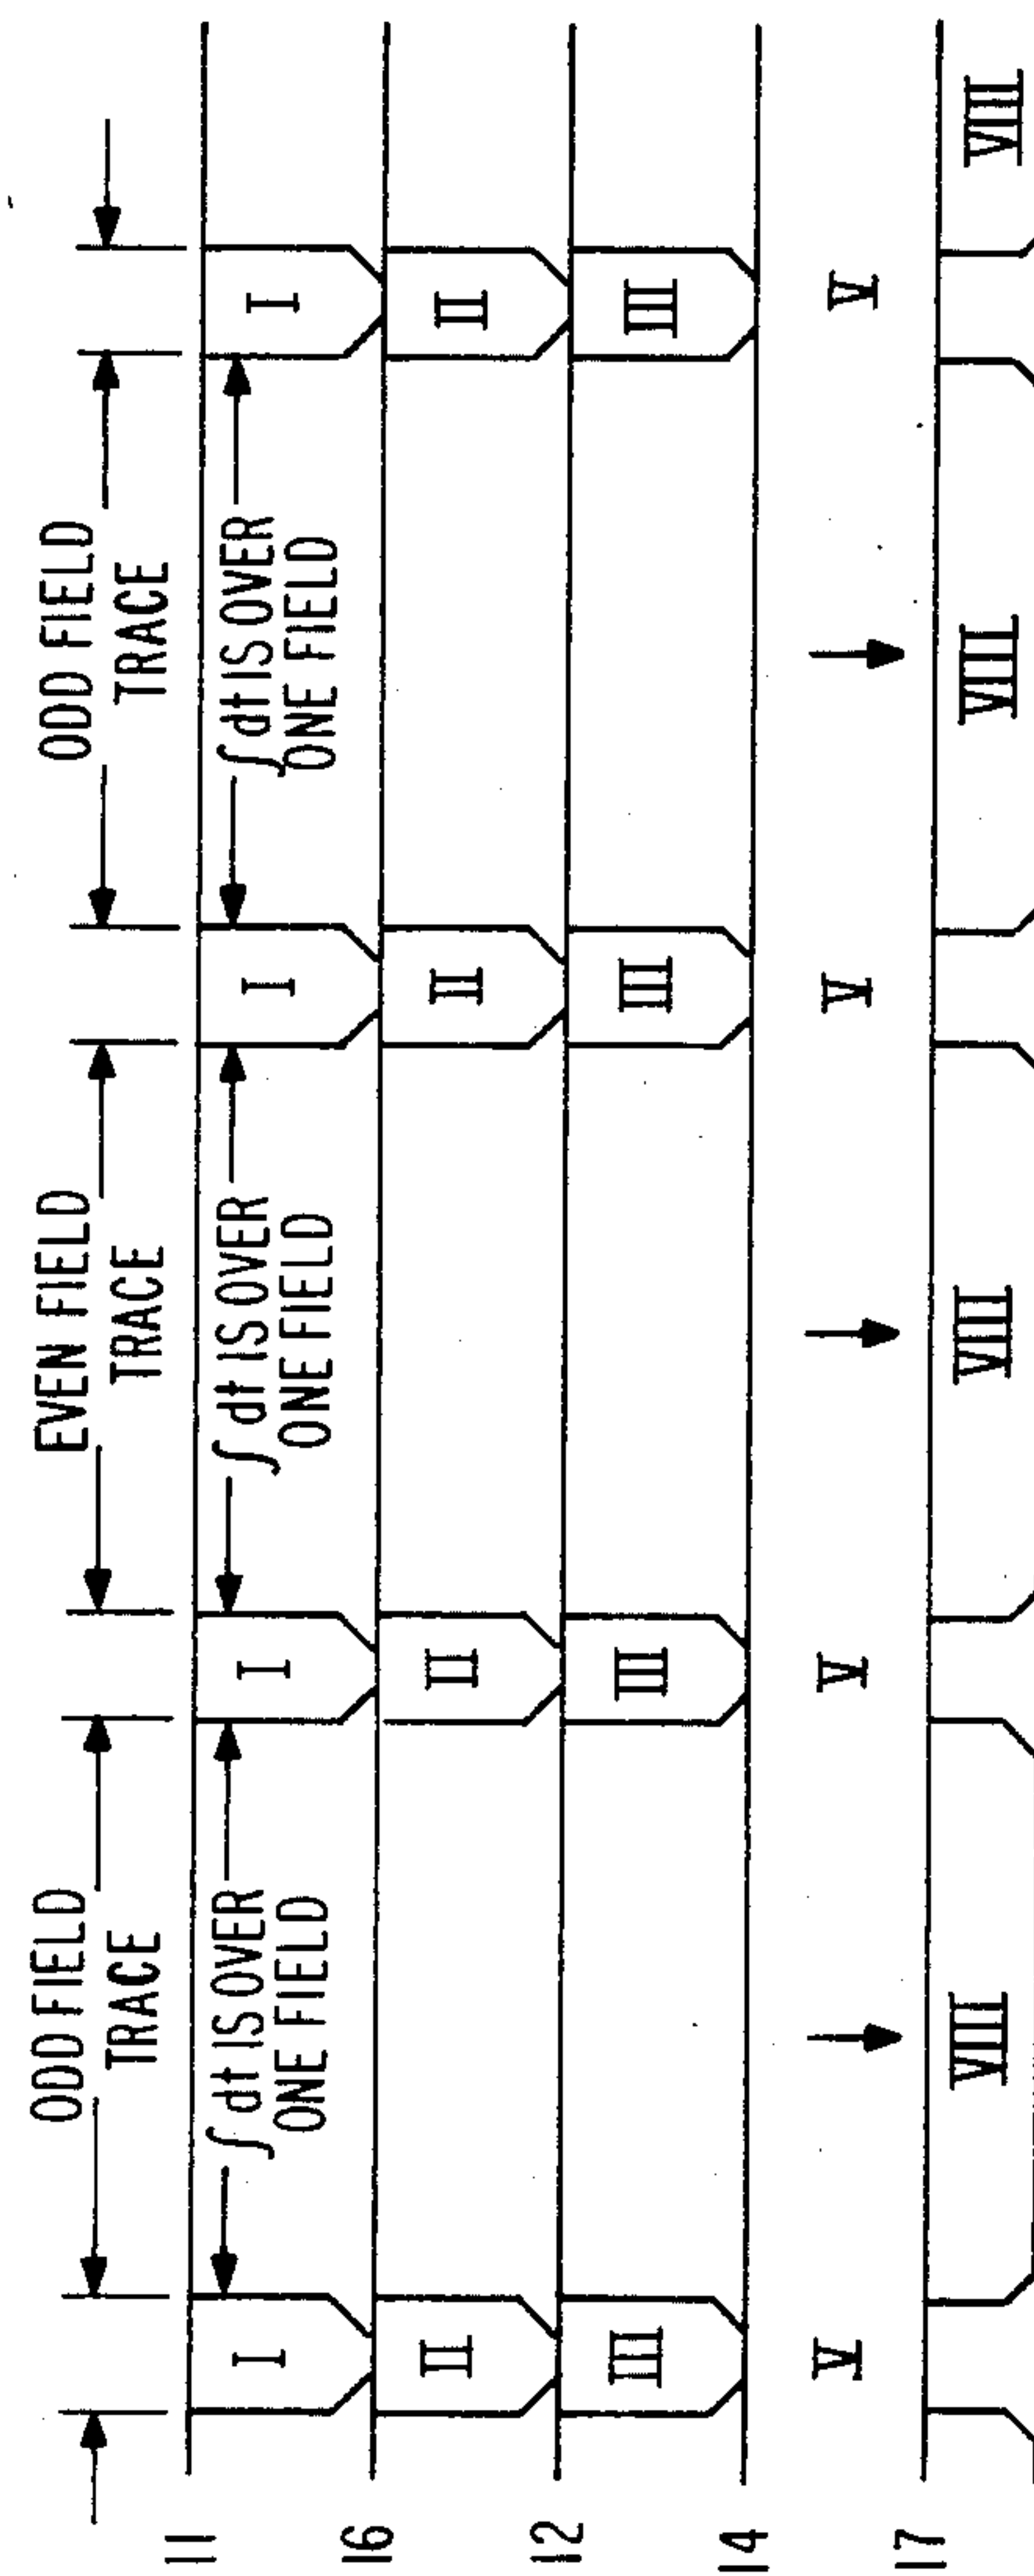 ODD FIELD
TRACE
EVEN FIELD
TRACE
ODD FIELD
TRACE
11
I
∫ dt IS OVER
ONE FIELD
I
∫ dt IS OVER
ONE FIELD
I
∫ dt IS OVER
ONE FIELD
I
16
II II II II
12
III III III III
14
V V V V
17
VIII VIII VIII VIII